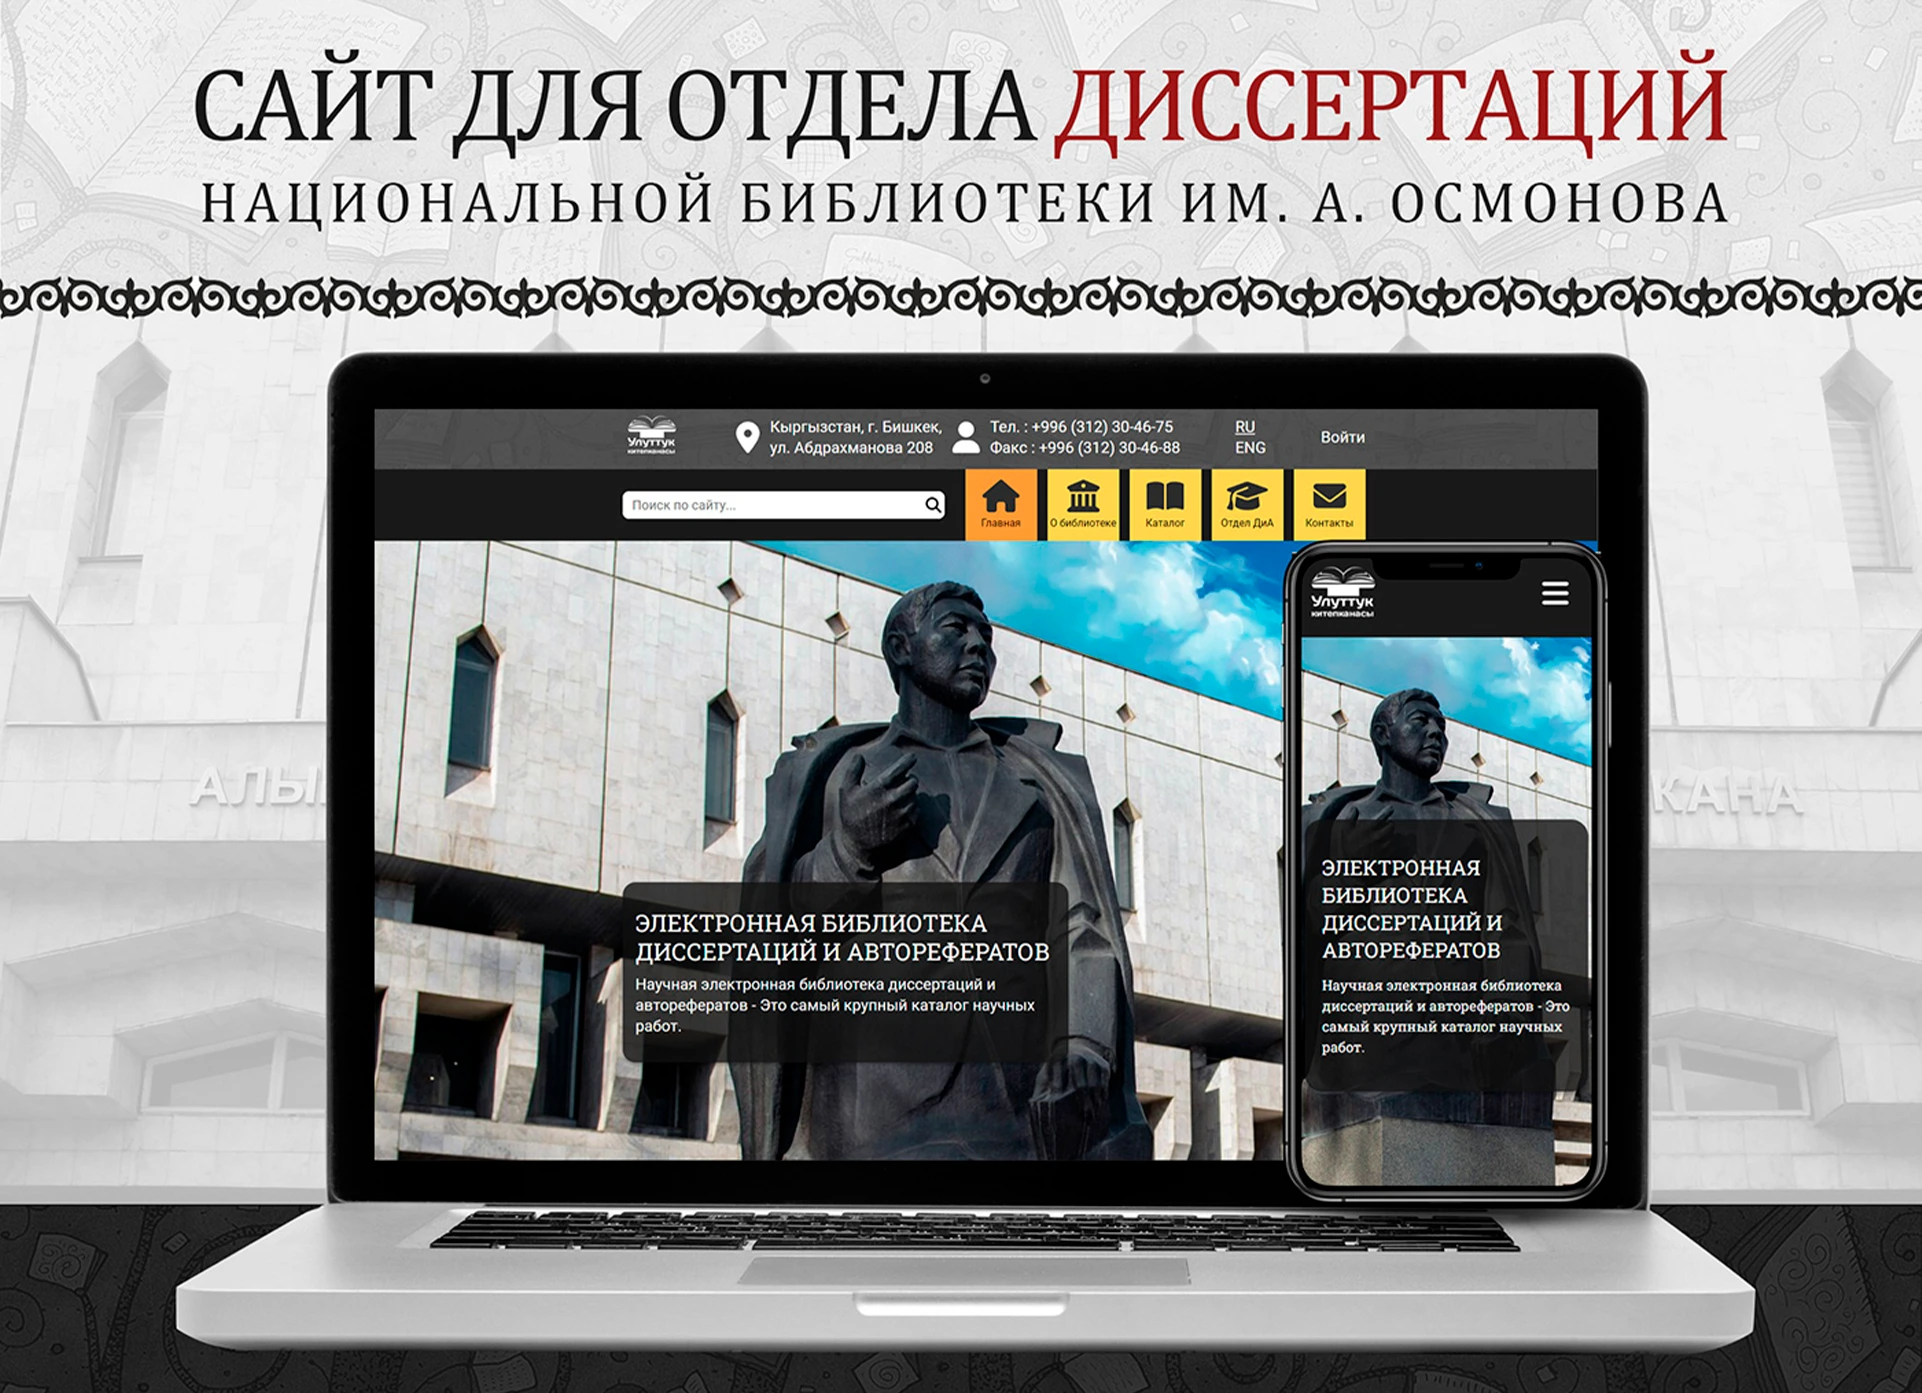 САЙТ ДЛЯ ОТДЕЛА ДИССЕРТАЦИЙ
НАЦИОНАЛЬНОЙ БИБЛИОТЕКИ ИМ. А. ОСМОНОВА
Улуттук
китепканасы
Кыргызстан, г. Бишкек,
ул. Абдрахманова 208
Тел. : +996 (312) 30-46-75
Факс : +996 (312) 30-46-88
RU
ENG
Войти
Поиск по сайту...
Главная
О библиотеке
Каталог
Отдел ДиА
Контакты
ЭЛЕКТРОННАЯ БИБЛИОТЕКА
ДИССЕРТАЦИЙ И АВТОРЕФЕРАТОВ
Научная электронная библиотека диссертаций и
авторефератов - Это самый крупный каталог научных
работ.
Улуттук
китепканасы
ЭЛЕКТРОННАЯ
БИБЛИОТЕКА
ДИССЕРТАЦИЙ И
АВТОРЕФЕРАТОВ
Научная электронная библиотека
диссертаций и авторефератов - Это
самый крупный каталог научных
работ.
АЛЫ
КАНА